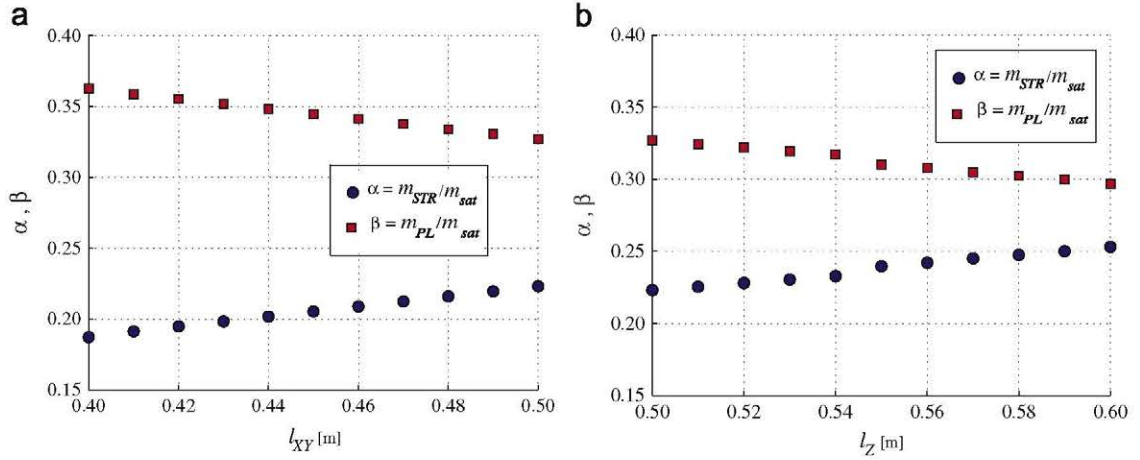 a
0.40
0.35
0.30
0.25
0.20
0.15
α , β
α = m_STR/m_sat
β = m_PL/m_sat
0.40 0.42 0.44 0.46 0.48 0.50
l_XY [m]
b
0.40
0.35
0.30
0.25
0.20
0.15
α , β
α = m_STR/m_sat
β = m_PL/m_sat
0.50 0.52 0.54 0.56 0.58 0.60
l_Z [m]